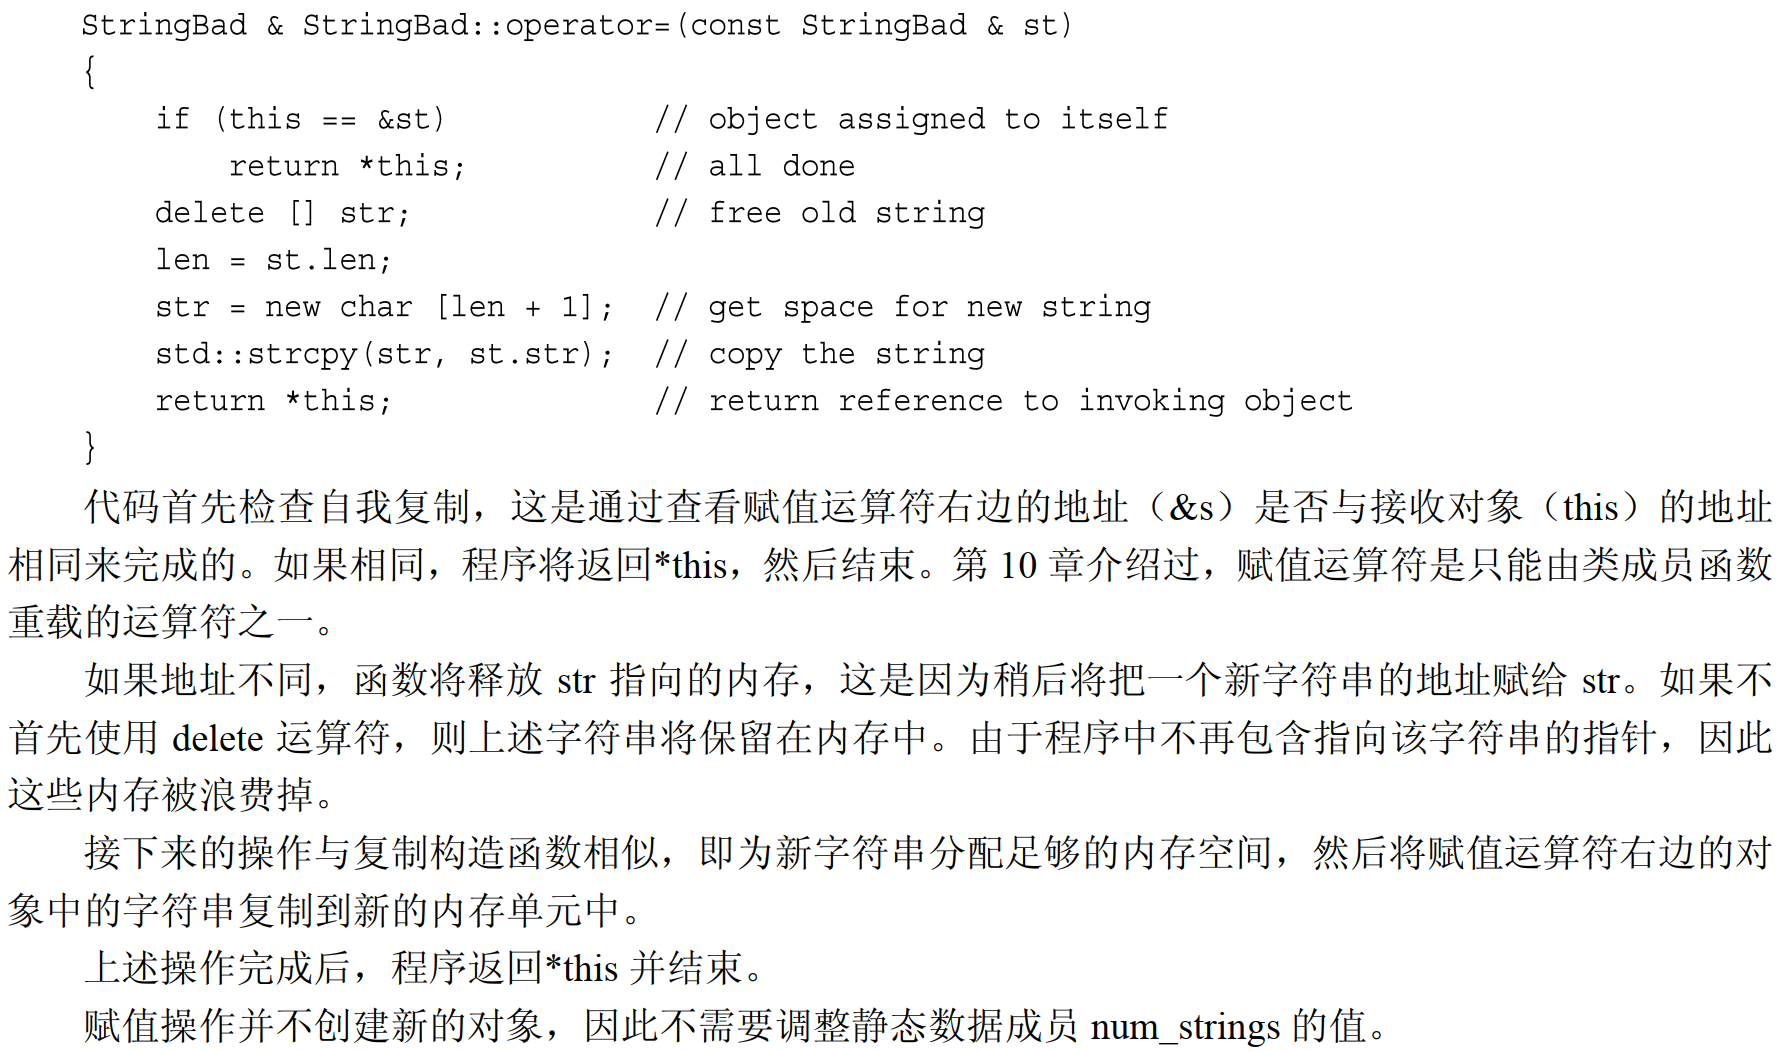 StringBad & StringBad::operator=(const StringBad & st)
{
    if (this == &st)           // object assigned to itself
        return *this;          // all done
    delete [] str;             // free old string
    len = st.len;
    str = new char [len + 1];  // get space for new string
    std::strcpy(str, st.str);  // copy the string
    return *this;              // return reference to invoking object
}
代码首先检查自我复制，这是通过查看赋值运算符右边的地址（&s）是否与接收对象（this）的地址
相同来完成的。如果相同，程序将返回*this，然后结束。第 10 章介绍过，赋值运算符是只能由类成员函数
重载的运算符之一。
如果地址不同，函数将释放 str 指向的内存，这是因为稍后将把一个新字符串的地址赋给 str。如果不
首先使用 delete 运算符，则上述字符串将保留在内存中。由于程序中不再包含指向该字符串的指针，因此
这些内存被浪费掉。
接下来的操作与复制构造函数相似，即为新字符串分配足够的内存空间，然后将赋值运算符右边的对
象中的字符串复制到新的内存单元中。
上述操作完成后，程序返回*this 并结束。
赋值操作并不创建新的对象，因此不需要调整静态数据成员 num_strings 的值。